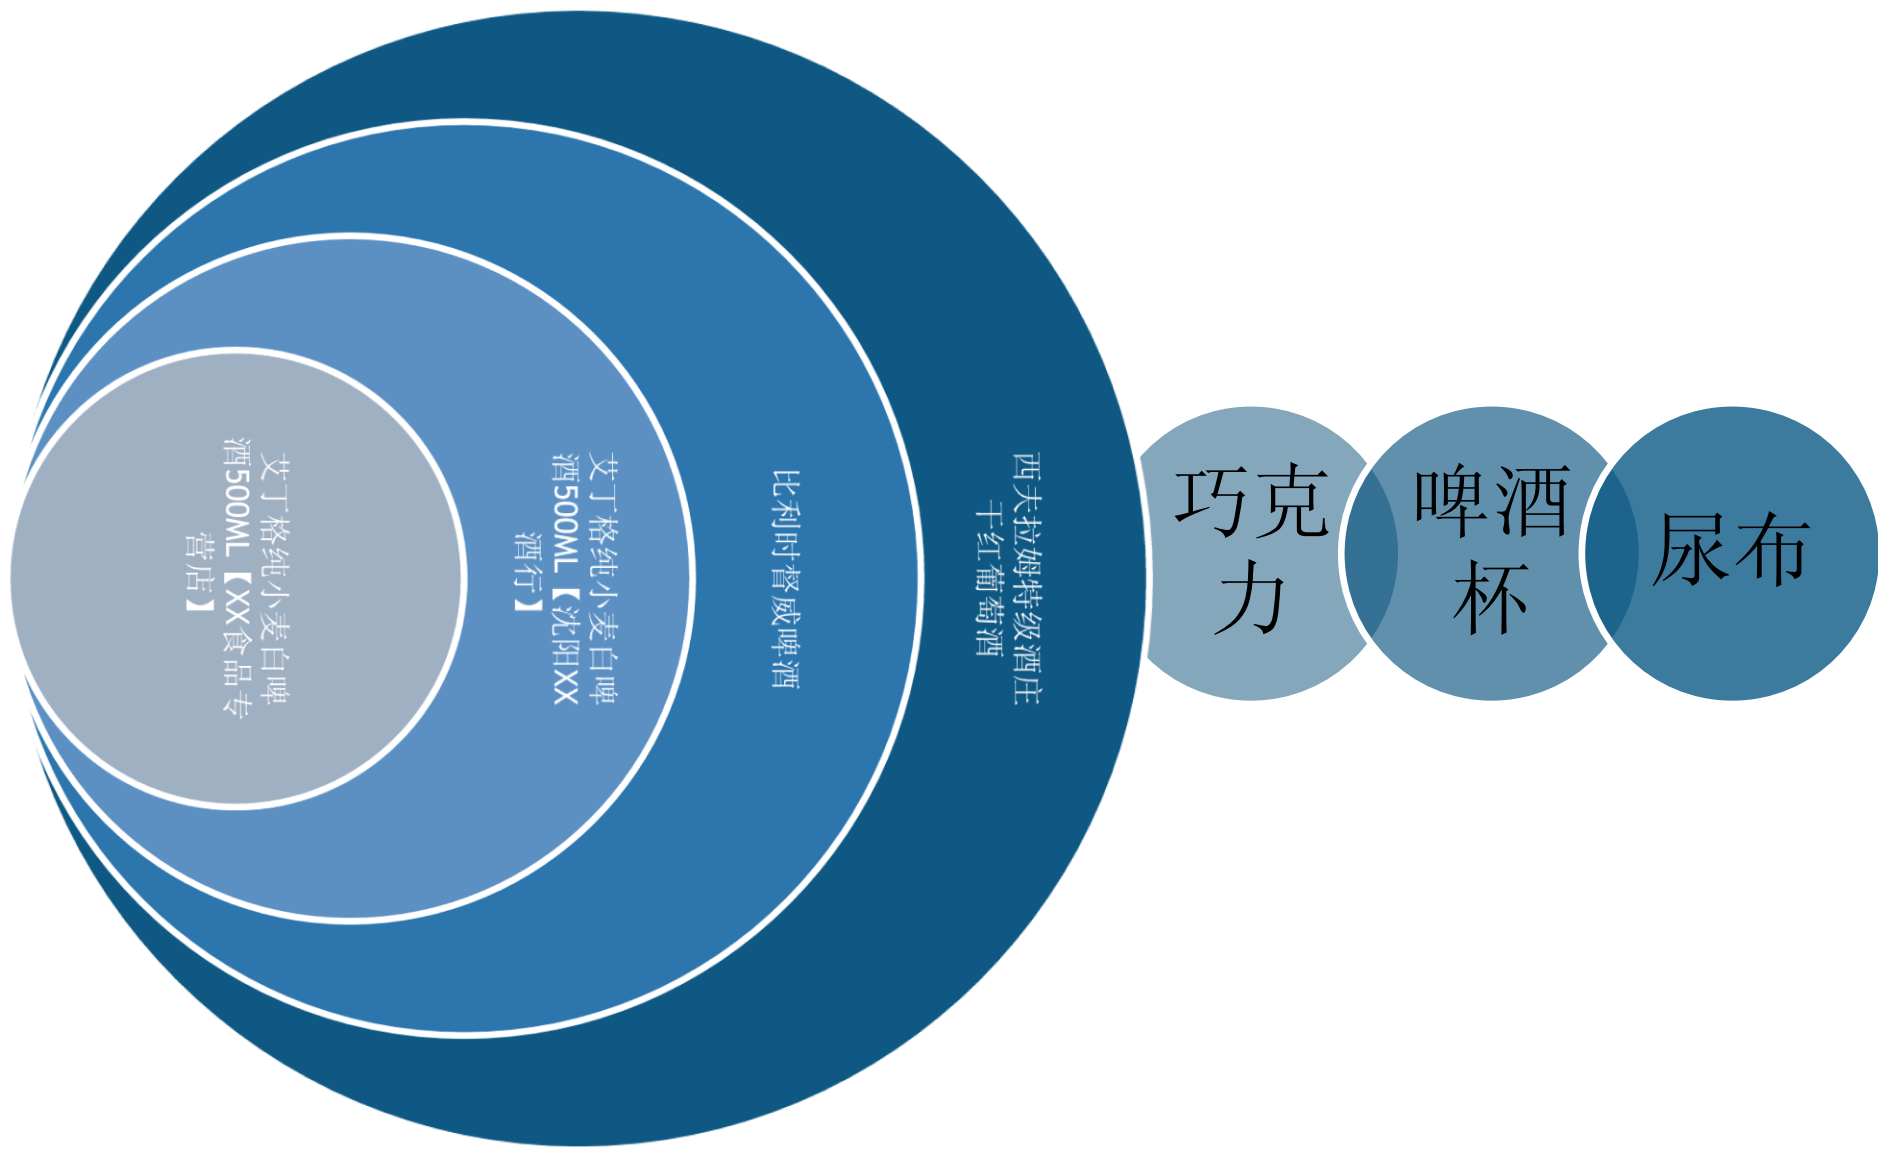 艾丁格纯小麦白啤
酒500ML【XX食品专
营店】
艾丁格纯小麦白啤
酒500ML【沈阳XX
酒行】
比利时督威啤酒
西夫拉姆特级酒庄
干红葡萄酒
巧克
力
啤酒
杯
尿布